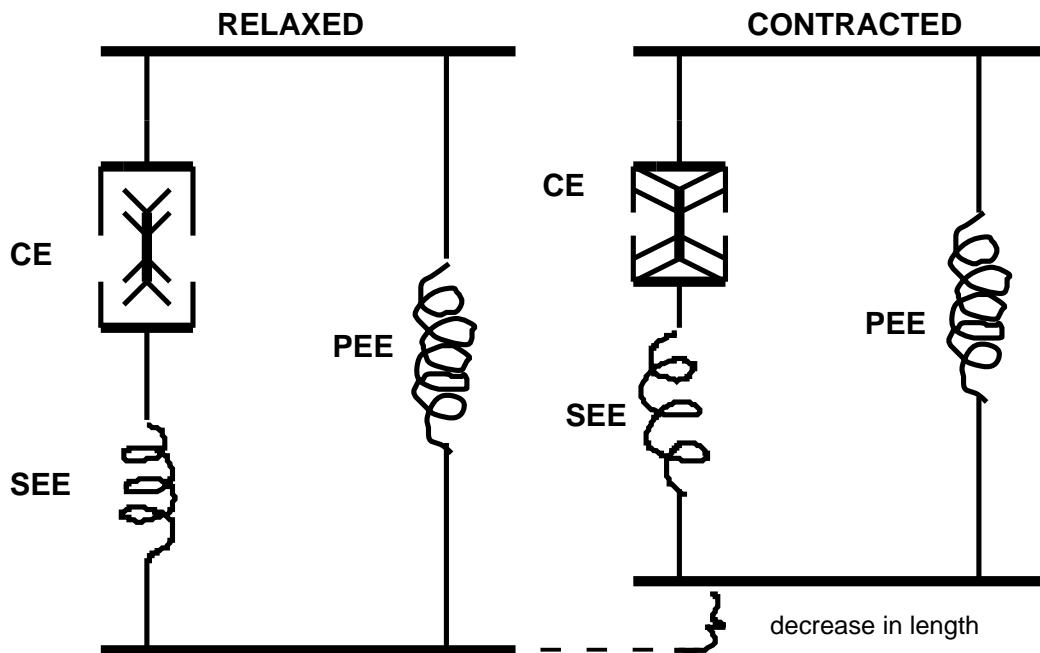 RELAXED
CONTRACTED
CE
PEE
SEE
CE
PEE
SEE
decrease in length